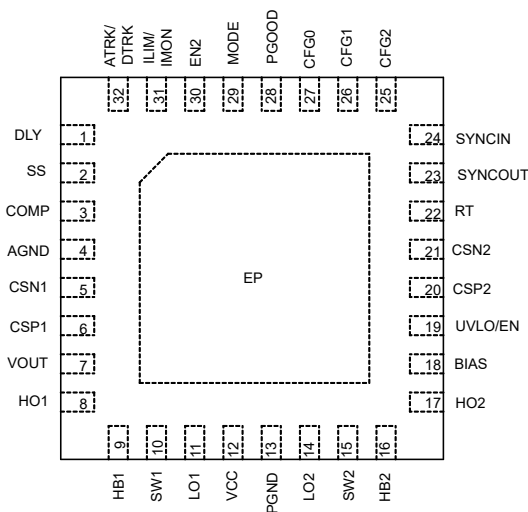 ATRK/
DTRK
ILIM/
IMON
EN2
MODE
PGOOD
CFG0
CFG1
CFG2
32
31
30
29
28
27
26
25
DLY
1
SS
2
COMP
3
AGND
4
CSN1
5
CSP1
6
VOUT
7
HO1
8
EP
24
SYNCIN
23
SYNCOUT
22
RT
21
CSN2
20
CSP2
19
UVLO/EN
18
BIAS
17
HO2
9
10
11
12
13
14
15
16
HB1
SW1
LO1
VCC
PGND
LO2
SW2
HB2